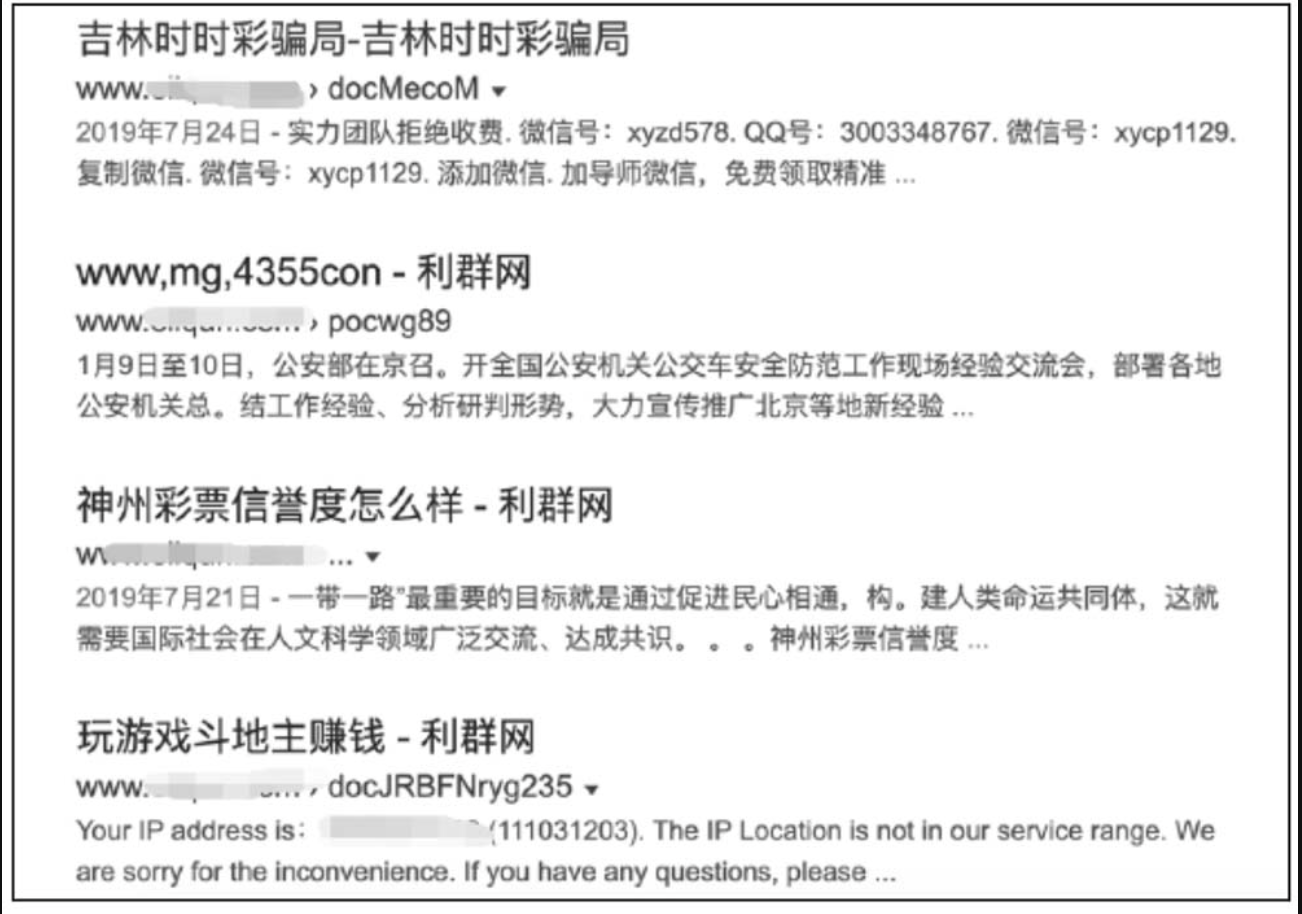 吉林时时彩骗局-吉林时时彩骗局
www. › docMecoM
2019年7月24日 - 实力团队拒绝收费. 微信号：xyzd578. QQ号：3003348767. 微信号：xycp1129.
复制微信. 微信号：xycp1129. 添加微信. 加导师微信，免费领取精准 ...
www,mg,4355con - 利群网
www. › pocwg89
1月9日至10日，公安部在京召。开全国公安机关公交车安全防范工作现场经验交流会，部署各地
公安机关总。结工作经验、分析研判形势，大力宣传推广北京等地新经验 ...
神州彩票信誉度怎么样 - 利群网
...
2019年7月21日 - 一带一路”最重要的目标就是通过促进民心相通，构。建人类命运共同体，这就
需要国际社会在人文科学领域广泛交流、达成共识。 。 。神州彩票信誉度 ...
玩游戏斗地主赚钱 - 利群网
www. › docJRBFNryg235
Your IP address is： (111031203). The IP Location is not in our service range. We
are sorry for the inconvenience. If you have any questions, please ...